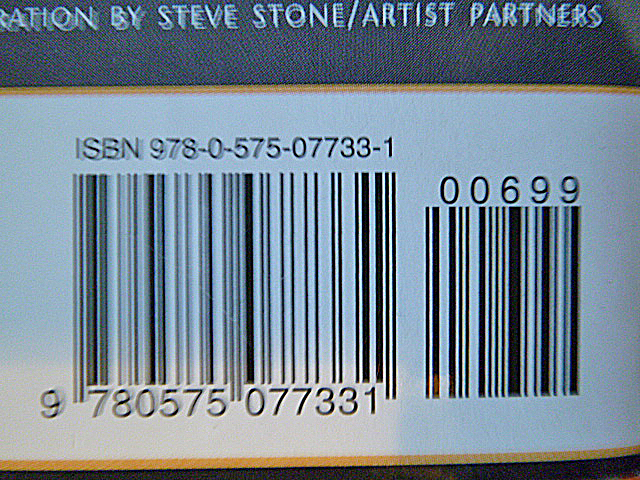 RATION BY STEVE STONE/ARTIST PARTNERS
ISBN 978-0-575-07733-1
00699
9 780575 077331